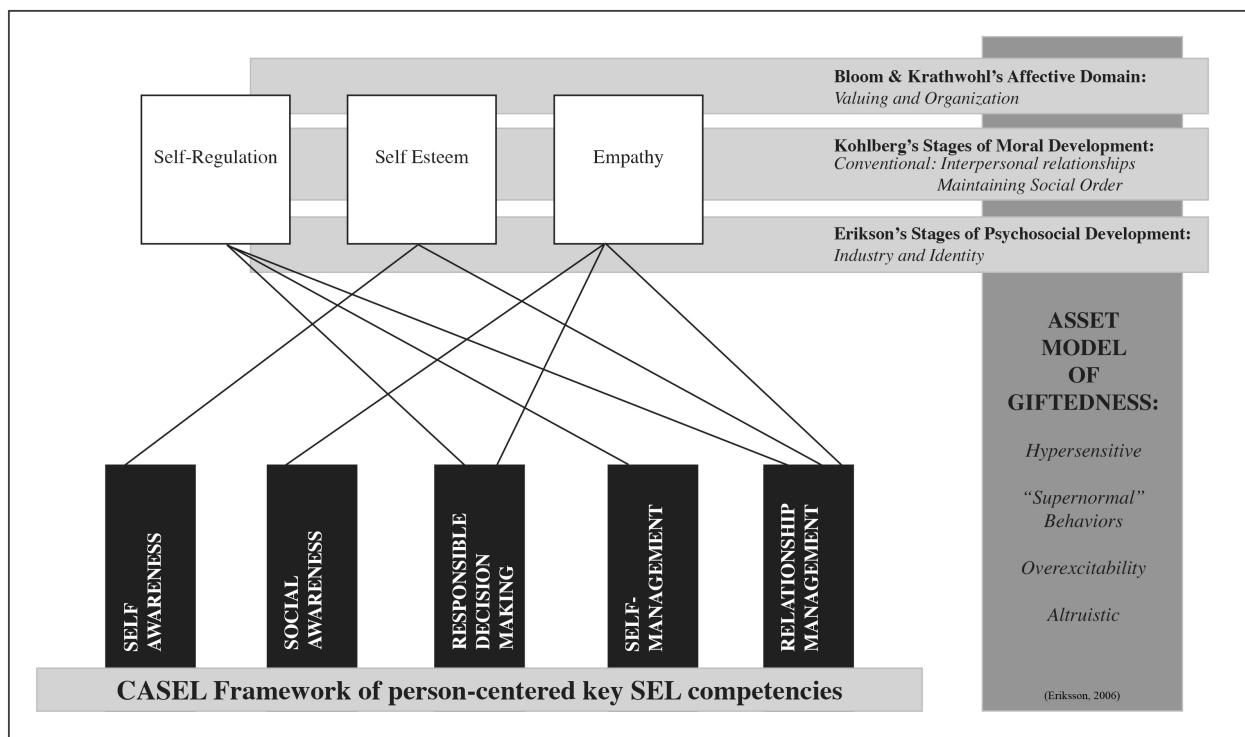 Bloom & Krathwohl's Affective Domain:
Valuing and Organization
Self-Regulation
Self Esteem
Empathy
Kohlberg's Stages of Moral Development:
Conventional: Interpersonal relationships
Maintaining Social Order
Erikson's Stages of Psychosocial Development:
Industry and Identity
ASSET
MODEL
OF
GIFTEDNESS:
Hypersensitive
"Supernormal"
Behaviors
Overexcitability
Altruistic
(Eriksson, 2006)
SELF
AWARENESS
SOCIAL
AWARENESS
RESPONSIBLE
DECISION
MAKING
SELF-
MANAGEMENT
RELATIONSHIP
MANAGEMENT
CASEL Framework of person-centered key SEL competencies